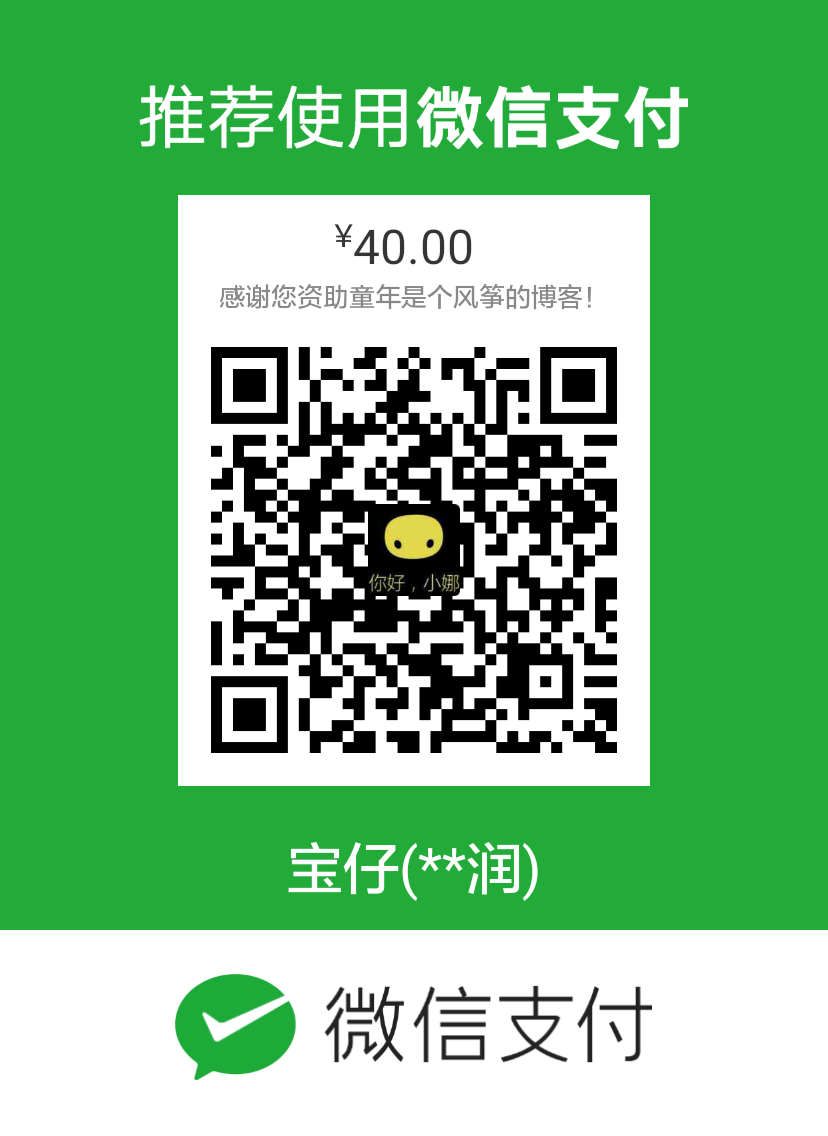 推荐使用微信支付
¥40.00
感谢您资助童年是个风筝的博客!
你好，小娜
宝仔(**润)
微信支付